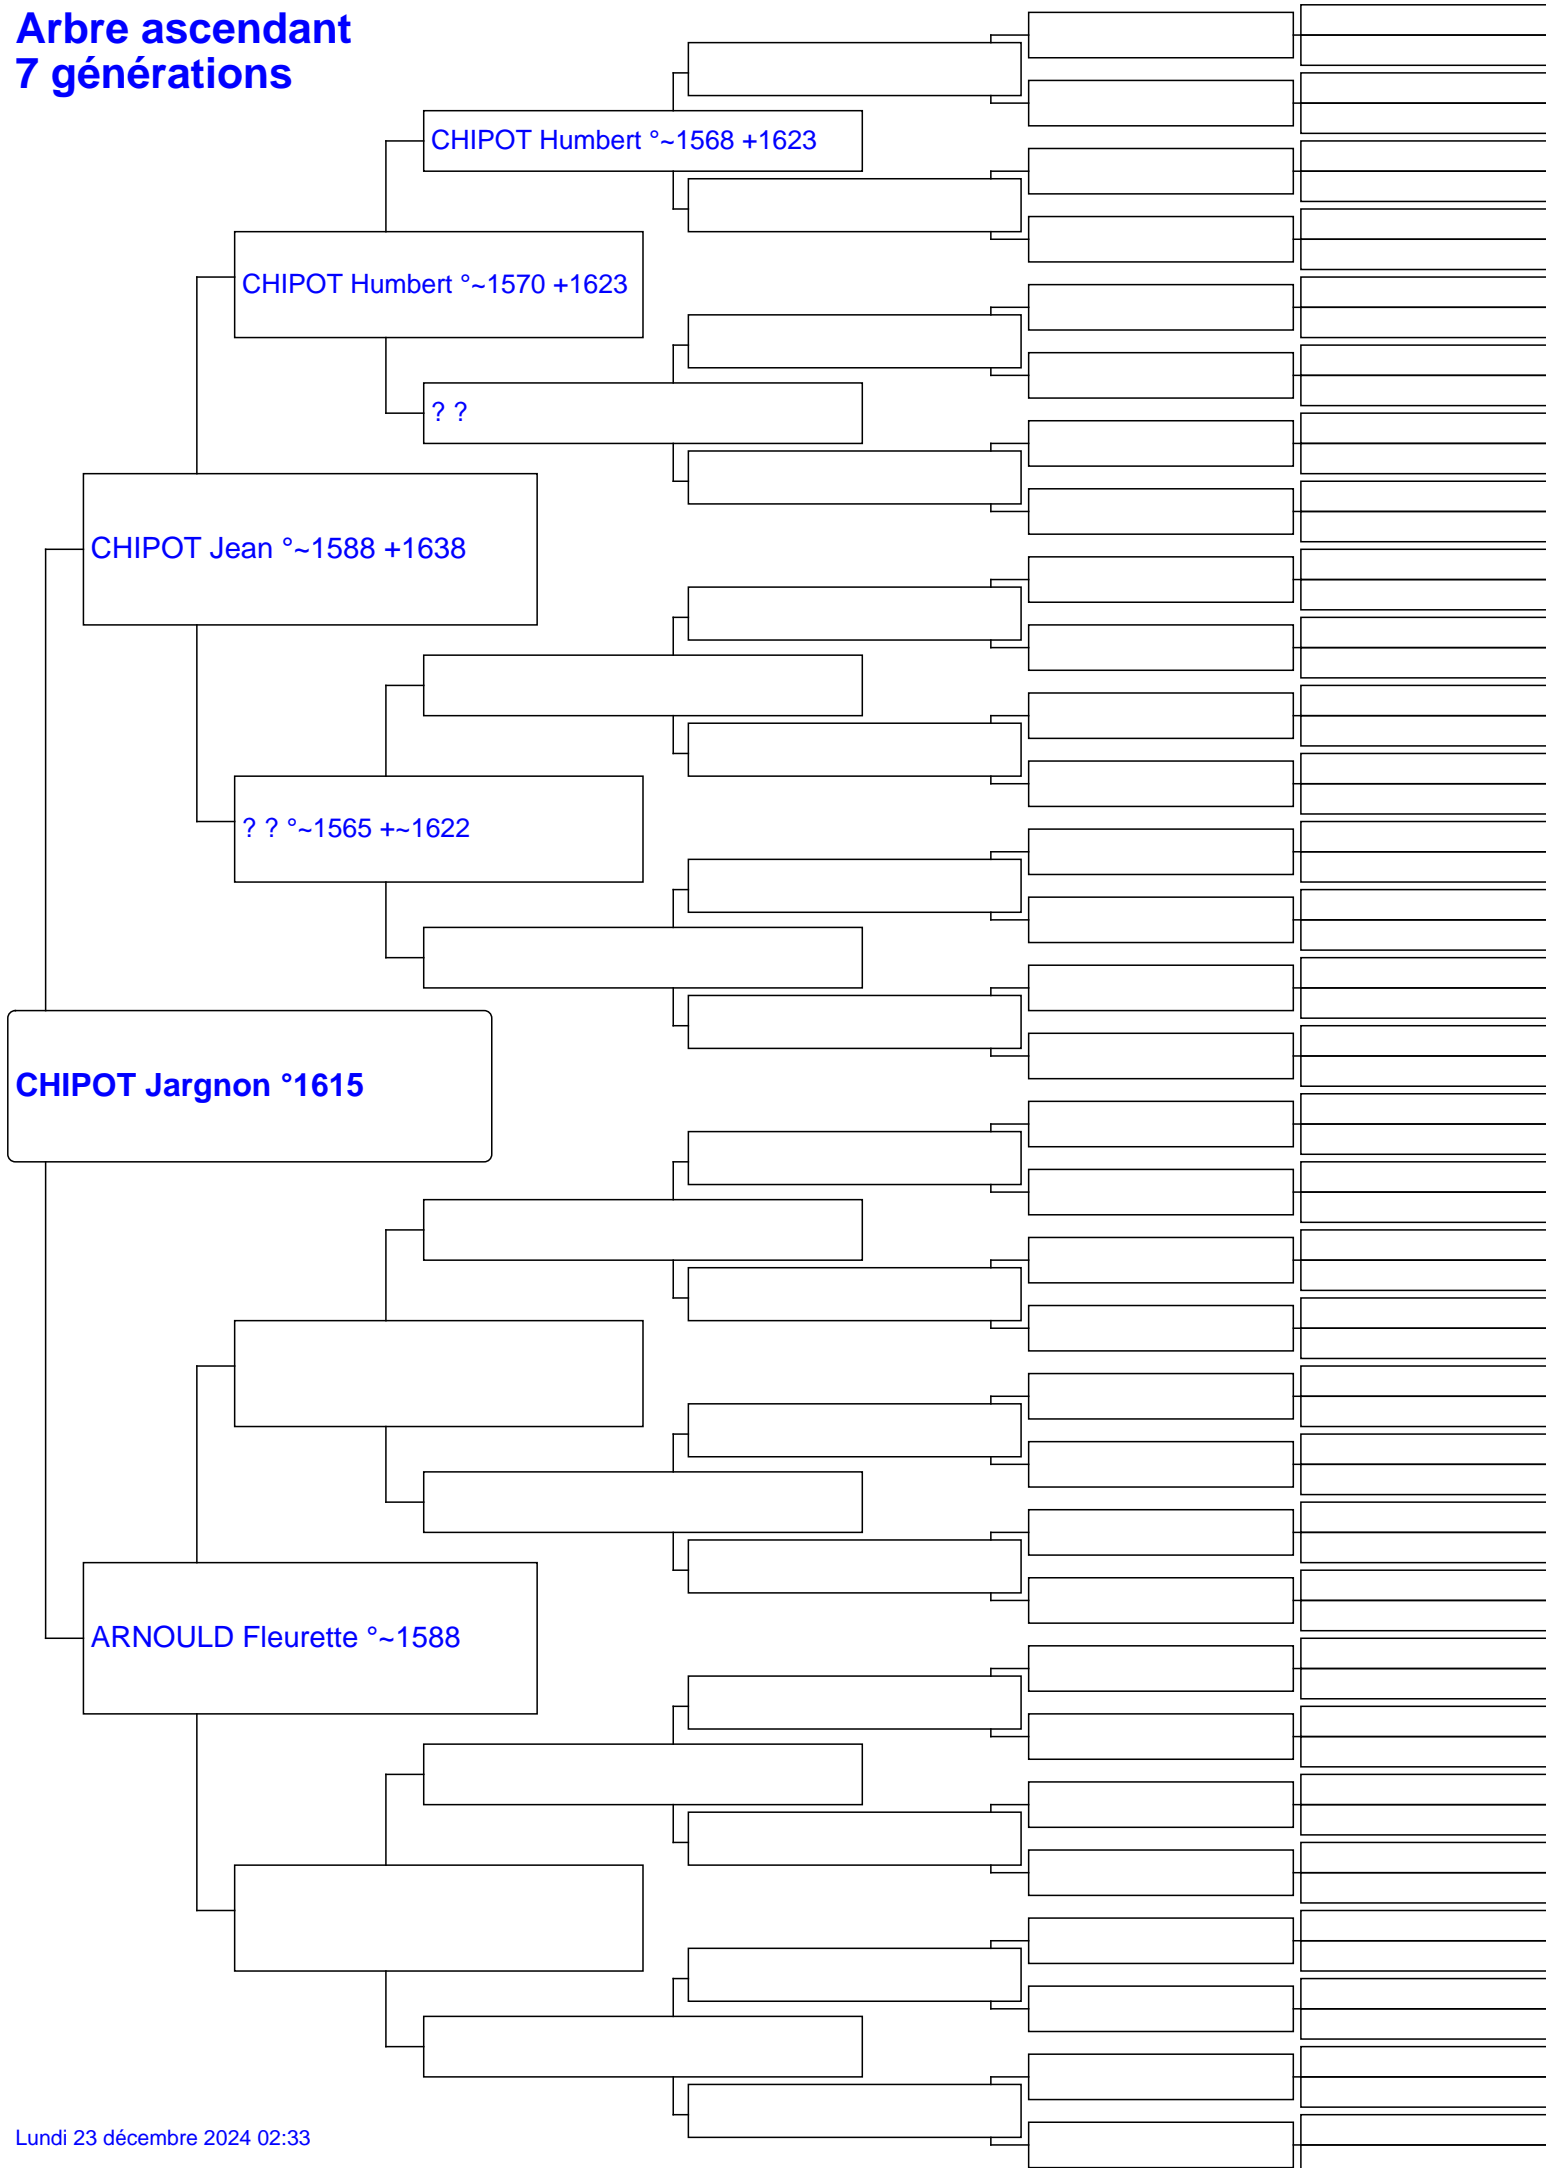 Arbre ascendant
7 générations
CHIPOT Humbert °~1568 +1623
CHIPOT Humbert °~1570 +1623
? ?
CHIPOT Jean °~1588 +1638
? ? °~1565 +~1622
CHIPOT Jargnon °1615
ARNOULD Fleurette °~1588
Lundi 23 décembre 2024 02:33